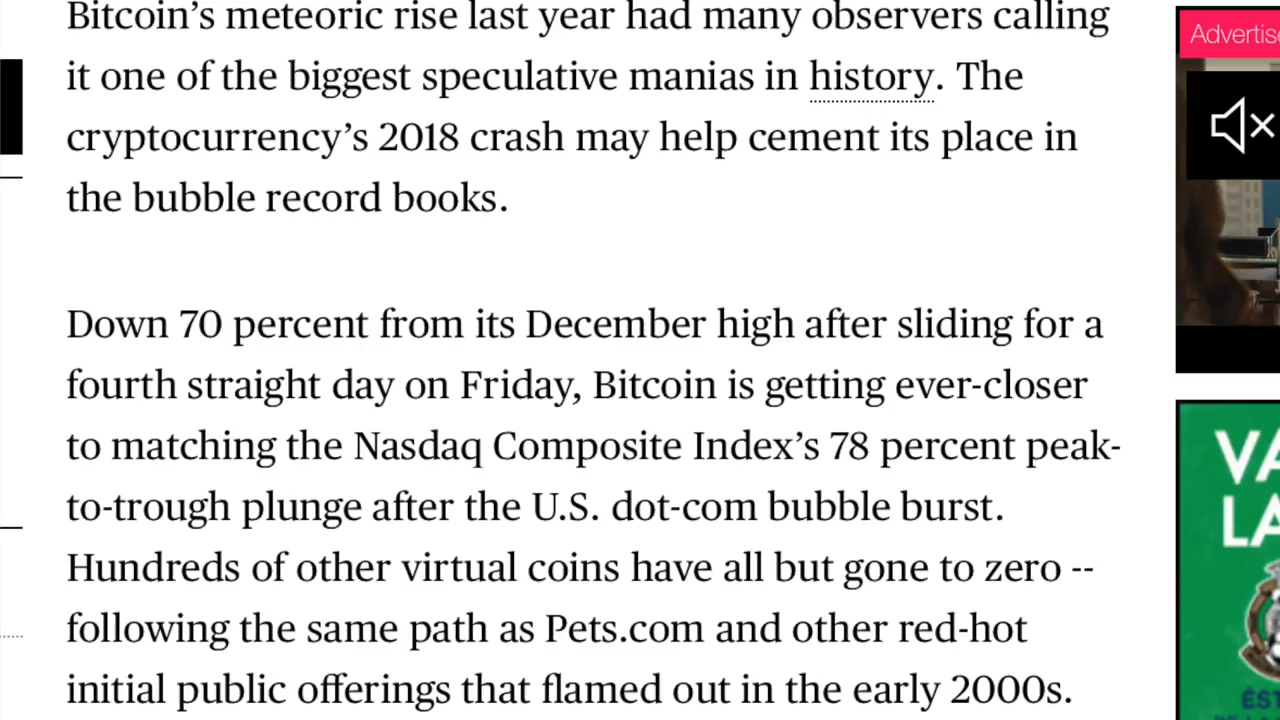 Bitcoin’s meteoric rise last year had many observers calling
it one of the biggest speculative manias in history. The
cryptocurrency’s 2018 crash may help cement its place in
the bubble record books.
Down 70 percent from its December high after sliding for a
fourth straight day on Friday, Bitcoin is getting ever-closer
to matching the Nasdaq Composite Index’s 78 percent peak-
to-trough plunge after the U.S. dot-com bubble burst.
Hundreds of other virtual coins have all but gone to zero --
following the same path as Pets.com and other red-hot
initial public offerings that flamed out in the early 2000s.
Advertis
VA
LA
ÉST